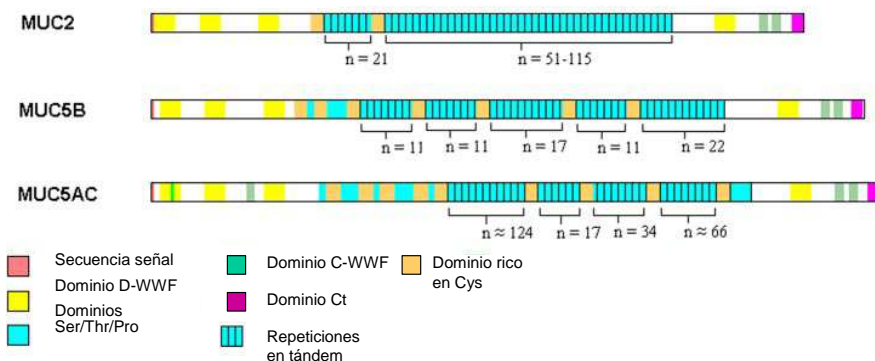 MUC2
n = 21
n = 51-115
MUC5B
n = 11
n = 11
n = 17
n = 11
n = 22
MUC5AC
n ≈ 124
n = 17
n = 34
n ≈ 66
Secuencia señal
Dominio D-WWF
Dominios
Ser/Thr/Pro
Dominio C-WWF
Dominio Ct
Repeticiones
en tándem
Dominio rico
en Cys